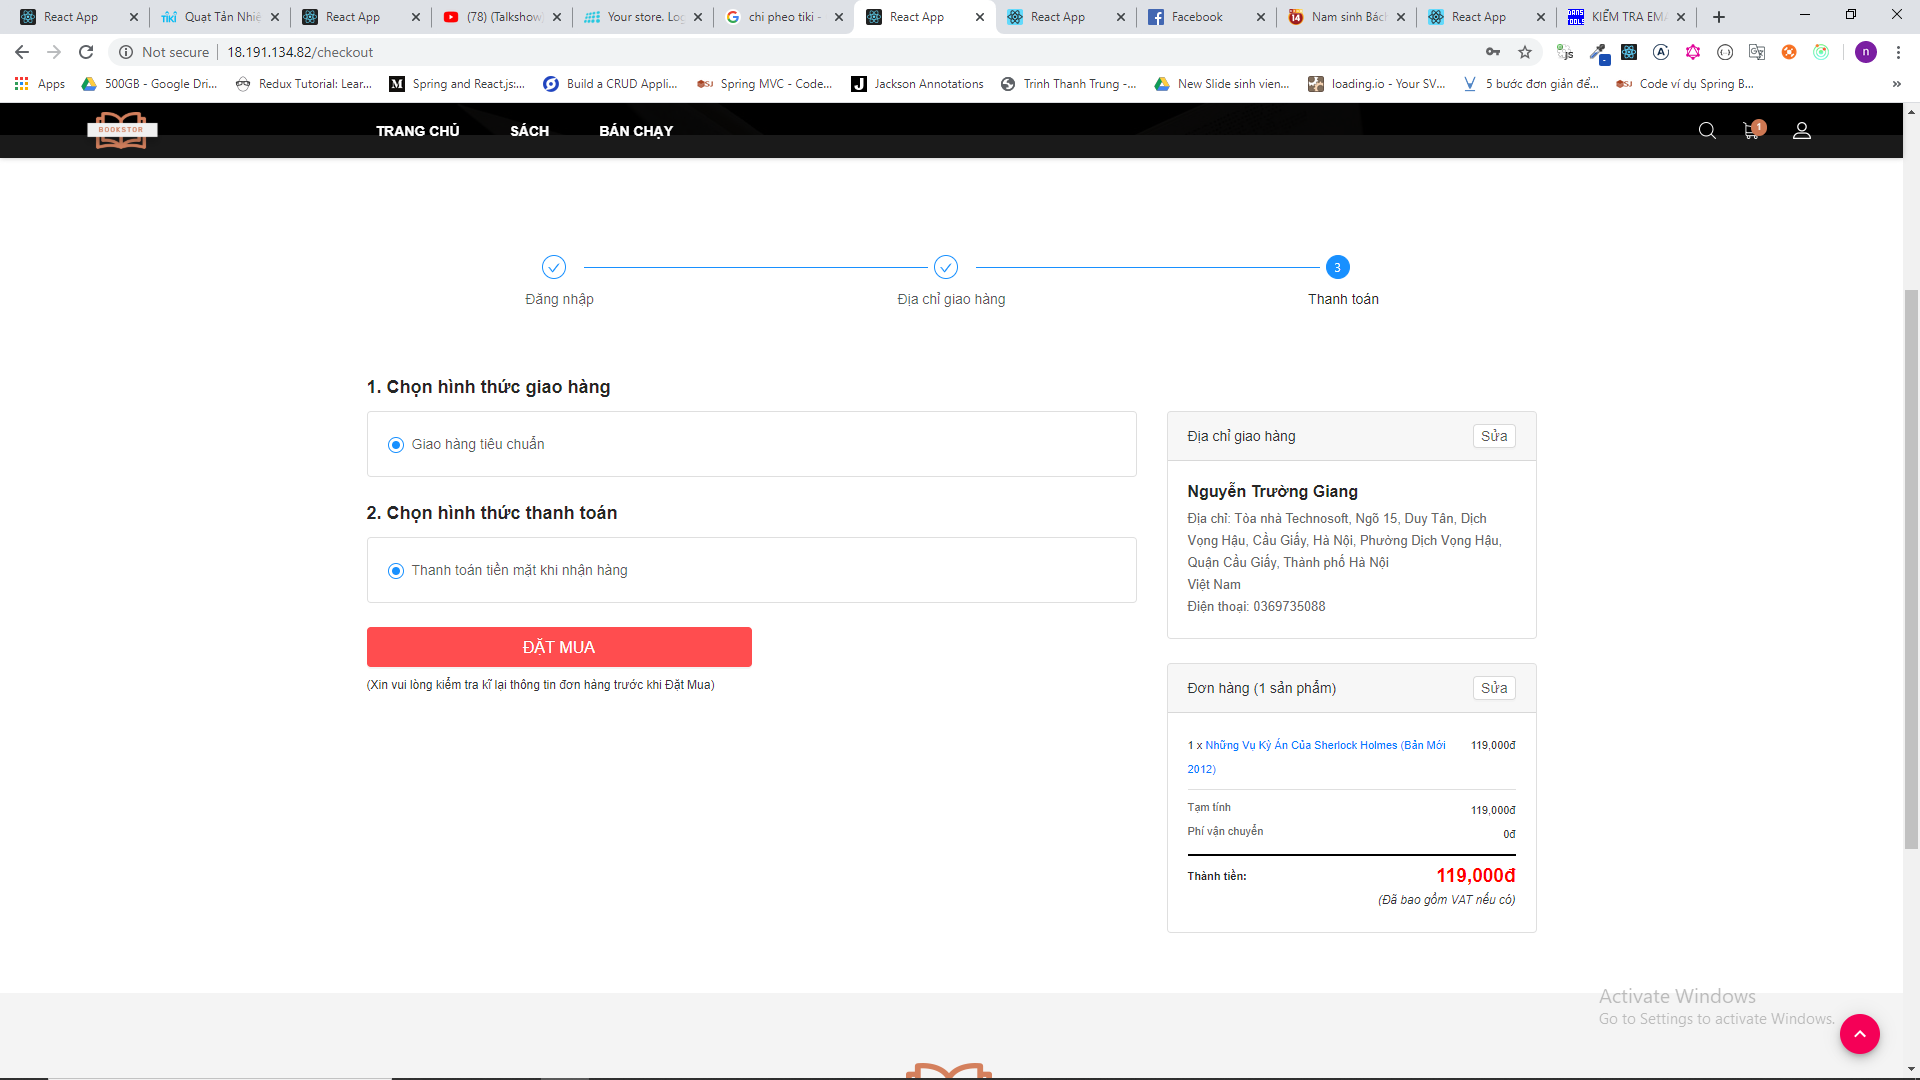 React App
Quạt Tản Nhiệ
React App
(78) (Talkshow
Your store. Log
chi pheo tiki -
React App
React App
Facebook
Nam sinh Bách
React App
KIỂM TRA EMA
Not secure
18.191.134.82/checkout
n
Apps
500GB - Google Dri...
Redux Tutorial: Lear...
Spring and React.js:...
Build a CRUD Appli...
Spring MVC - Code...
Jackson Annotations
Trinh Thanh Trung -...
New Slide sinh vien...
loading.io - Your SV...
5 bước đơn giản để...
Code ví dụ Spring B...
BOOKSTOR
TRANG CHỦ
SÁCH
BÁN CHẠY
1
3
Đăng nhập
Địa chỉ giao hàng
Thanh toán
1. Chọn hình thức giao hàng
Giao hàng tiêu chuẩn
2. Chọn hình thức thanh toán
Thanh toán tiền mặt khi nhận hàng
ĐẶT MUA
(Xin vui lòng kiểm tra kĩ lại thông tin đơn hàng trước khi Đặt Mua)
Địa chỉ giao hàng
Sửa
Nguyễn Trường Giang
Địa chỉ: Tòa nhà Technosoft, Ngõ 15, Duy Tân, Dịch
Vọng Hậu, Cầu Giấy, Hà Nội, Phường Dịch Vọng Hậu,
Quận Cầu Giấy, Thành phố Hà Nội
Việt Nam
Điện thoại: 0369735088
Đơn hàng (1 sản phẩm)
Sửa
1 x Những Vụ Kỳ Án Của Sherlock Holmes (Bản Mới
2012)
119,000đ
Tạm tính
119,000đ
Phí vận chuyển
0đ
Thành tiền:
119,000đ
(Đã bao gồm VAT nếu có)
Activate Windows
Go to Settings to activate Windows.